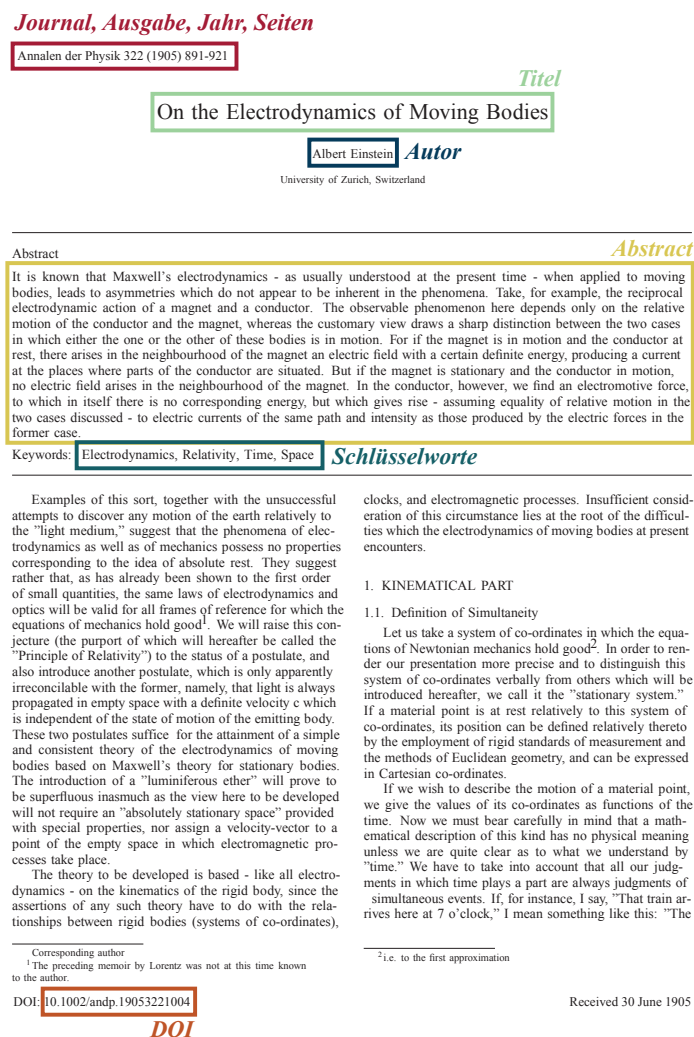 Journal, Ausgabe, Jahr, Seiten
Annalen der Physik 322 (1905) 891-921
Titel
On the Electrodynamics of Moving Bodies
Albert Einstein Autor
University of Zurich, Switzerland
Abstract Abstract
It is known that Maxwell's electrodynamics - as usually understood at the present time - when applied to moving
bodies, leads to asymmetries which do not appear to be inherent in the phenomena. Take, for example, the reciprocal
electrodynamic action of a magnet and a conductor. The observable phenomenon here depends only on the relative
motion of the conductor and the magnet, whereas the customary view draws a sharp distinction between the two cases
in which either the one or the other of these bodies is in motion. For if the magnet is in motion and the conductor at
rest, there arises in the neighbourhood of the magnet an electric field with a certain definite energy, producing a current
at the places where parts of the conductor are situated. But if the magnet is stationary and the conductor in motion,
no electric field arises in the neighbourhood of the magnet. In the conductor, however, we find an electromotive force,
to which in itself there is no corresponding energy, but which gives rise - assuming equality of relative motion in the
two cases discussed - to electric currents of the same path and intensity as those produced by the electric forces in the
former case.
Keywords: Electrodynamics, Relativity, Time, Space Schlüsselworte
Examples of this sort, together with the unsuccessful
attempts to discover any motion of the earth relatively to
the "light medium," suggest that the phenomena of elec-
trodynamics as well as of mechanics possess no properties
corresponding to the idea of absolute rest. They suggest
rather that, as has already been shown to the first order
of small quantities, the same laws of electrodynamics and
optics will be valid for all frames of reference for which the
equations of mechanics hold good1. We will raise this con-
jecture (the purport of which will hereafter be called the
"Principle of Relativity") to the status of a postulate, and
also introduce another postulate, which is only apparently
irreconcilable with the former, namely, that light is always
propagated in empty space with a definite velocity c which
is independent of the state of motion of the emitting body.
These two postulates suffice for the attainment of a simple
and consistent theory of the electrodynamics of moving
bodies based on Maxwell's theory for stationary bodies.
The introduction of a "luminiferous ether" will prove to
be superfluous inasmuch as the view here to be developed
will not require an "absolutely stationary space" provided
with special properties, nor assign a velocity-vector to a
point of the empty space in which electromagnetic pro-
cesses take place.
The theory to be developed is based - like all electro-
dynamics - on the kinematics of the rigid body, since the
assertions of any such theory have to do with the rela-
tionships between rigid bodies (systems of co-ordinates),
Corresponding author
1 The preceding memoir by Lorentz was not at this time known
to the author.
clocks, and electromagnetic processes. Insufficient consid-
eration of this circumstance lies at the root of the difficul-
ties which the electrodynamics of moving bodies at present
encounters.
1. KINEMATICAL PART
1.1. Definition of Simultaneity
Let us take a system of co-ordinates in which the equa-
tions of Newtonian mechanics hold good2. In order to ren-
der our presentation more precise and to distinguish this
system of co-ordinates verbally from others which will be
introduced hereafter, we call it the "stationary system."
If a material point is at rest relatively to this system of
co-ordinates, its position can be defined relatively thereto
by the employment of rigid standards of measurement and
the methods of Euclidean geometry, and can be expressed
in Cartesian co-ordinates.
If we wish to describe the motion of a material point,
we give the values of its co-ordinates as functions of the
time. Now we must bear carefully in mind that a math-
ematical description of this kind has no physical meaning
unless we are quite clear as to what we understand by
"time." We have to take into account that all our judg-
ments in which time plays a part are always judgments of
simultaneous events. If, for instance, I say, "That train ar-
rives here at 7 o'clock," I mean something like this: "The
2 i.e. to the first approximation
DOI: 10.1002/andp.19053221004
Received 30 June 1905
DOI